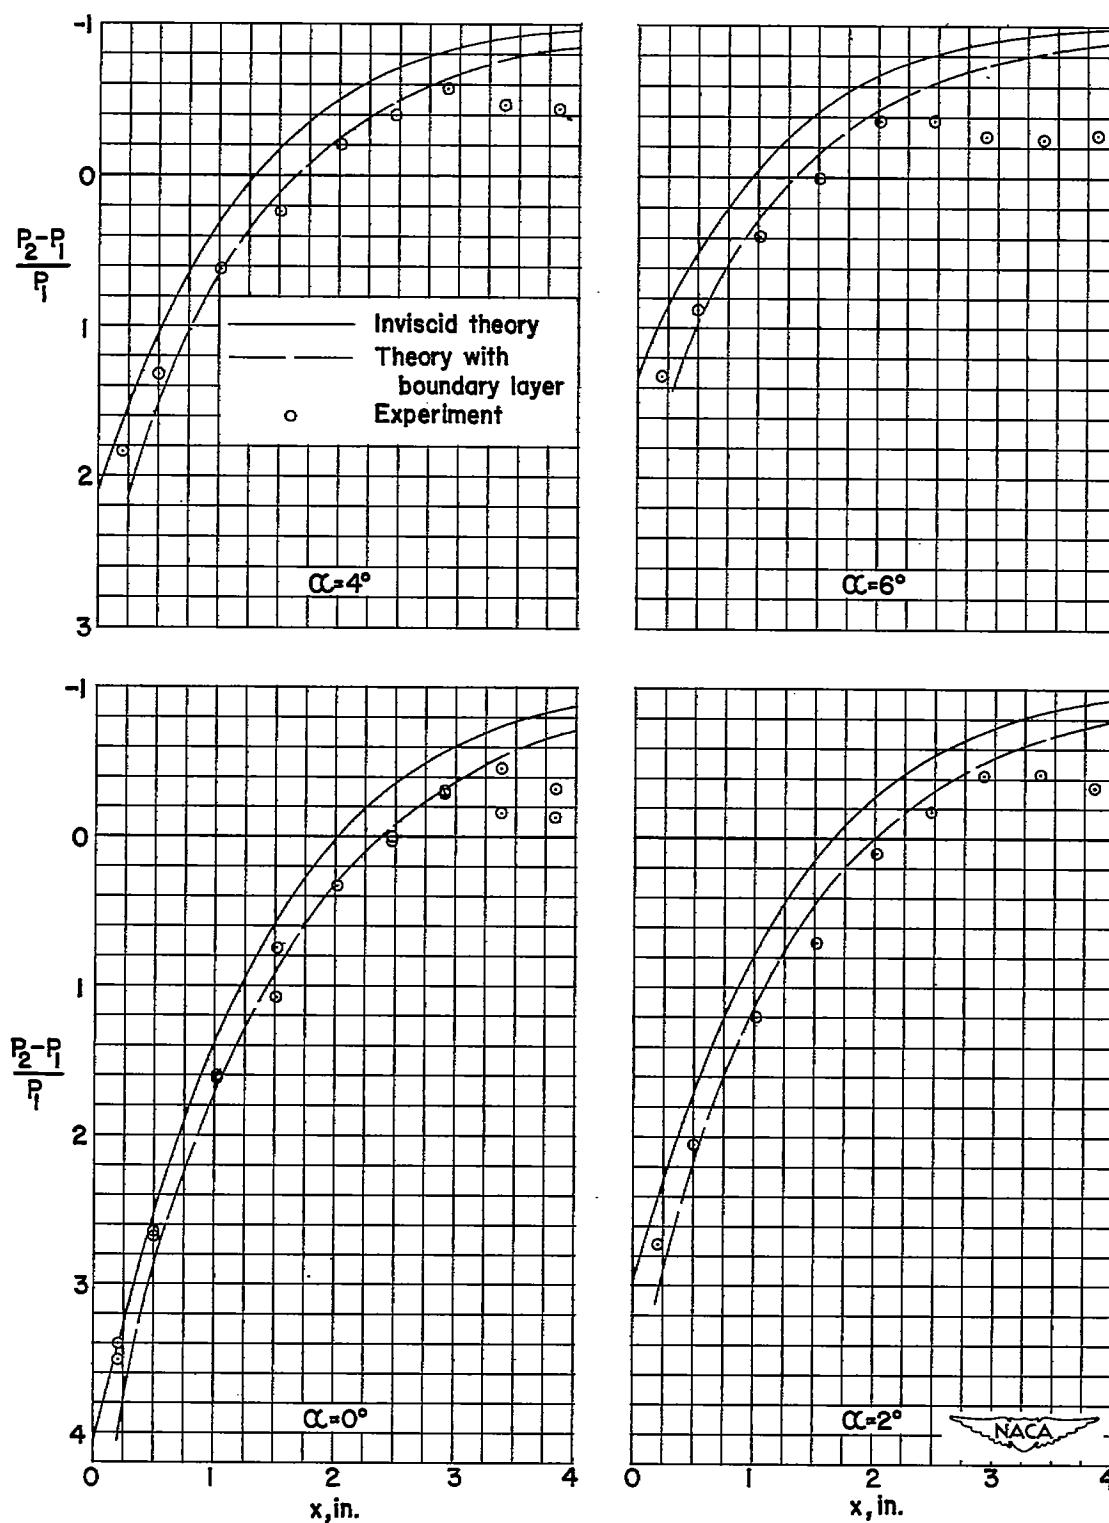 -1
0
P₂-P₁
P₁
1
2
3
Inviscid theory
Theory with
boundary layer
Experiment
α=4°
α=6°
-1
0
1
P₂-P₁
P₁
2
3
4
α=0°
α=2°
NACA
0 1 2 3 4
x, in.
0 1 2 3 4
x, in.